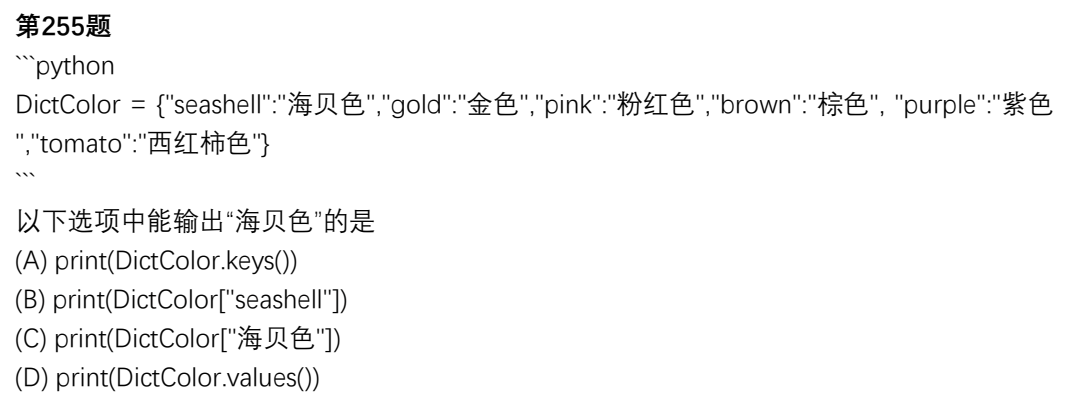 第255题
```python
DictColor = {"seashell":"海贝色","gold":"金色","pink":"粉红色","brown":"棕色", "purple":"紫色
","tomato":"西红柿色"}
```
以下选项中能输出“海贝色”的是
(A) print(DictColor.keys())
(B) print(DictColor["seashell"])
(C) print(DictColor["海贝色"])
(D) print(DictColor.values())